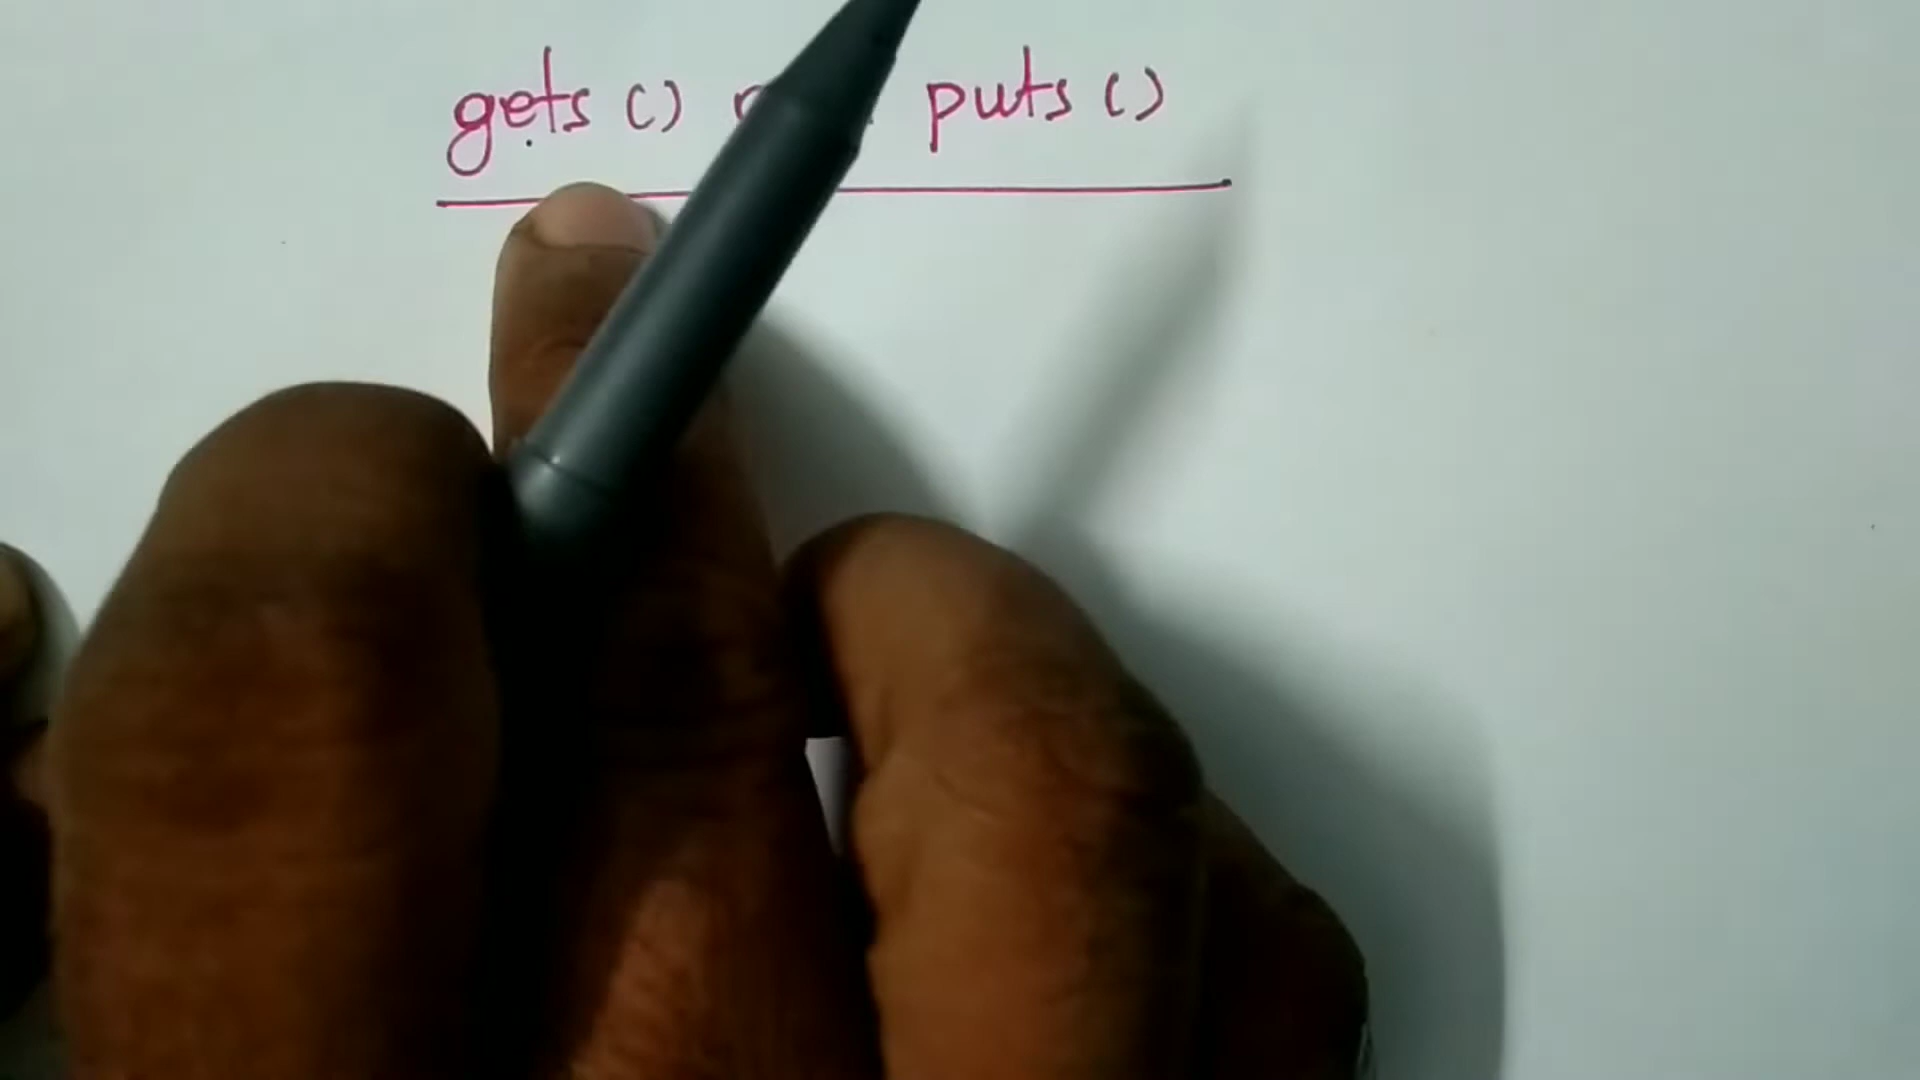 gets () puts ()